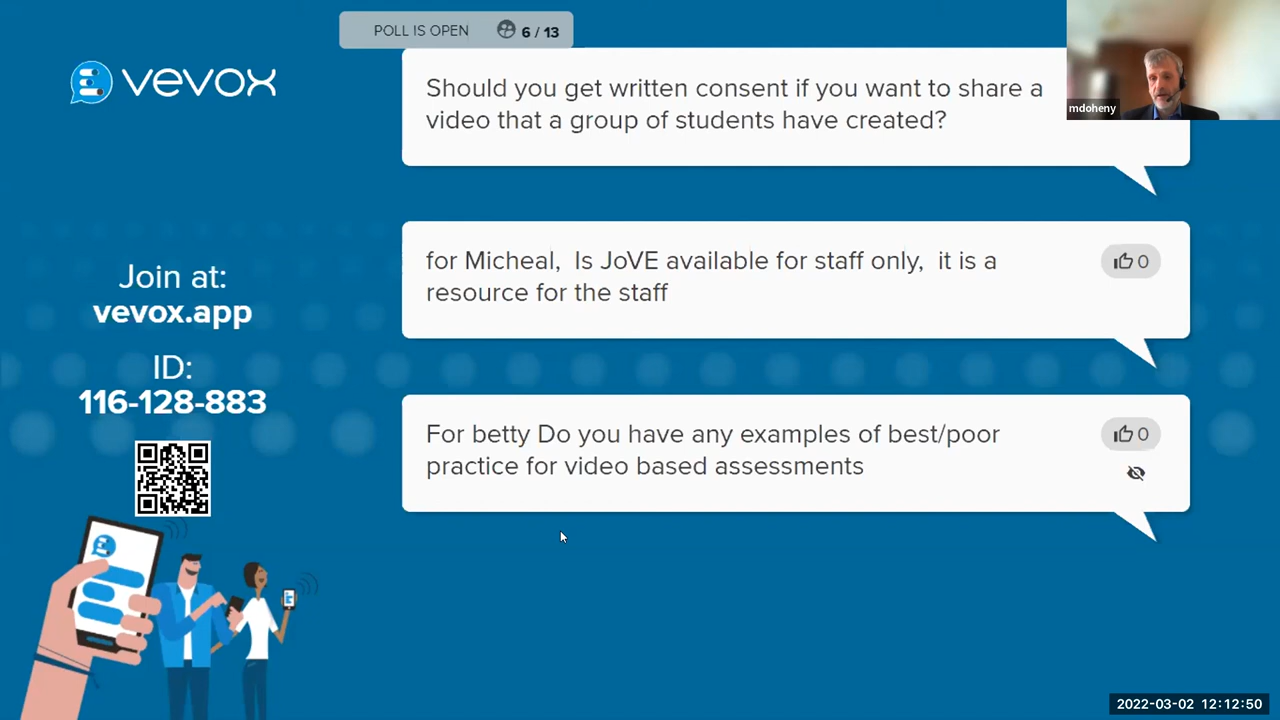 POLL IS OPEN 6 / 13
vevox
mdoheny
Should you get written consent if you want to share a
video that a group of students have created?
for Micheal, Is JoVE available for staff only, it is a
resource for the staff
0
For betty Do you have any examples of best/poor
practice for video based assessments
0
Join at:
vevox.app
ID:
116-128-883
2022-03-02 12:12:50